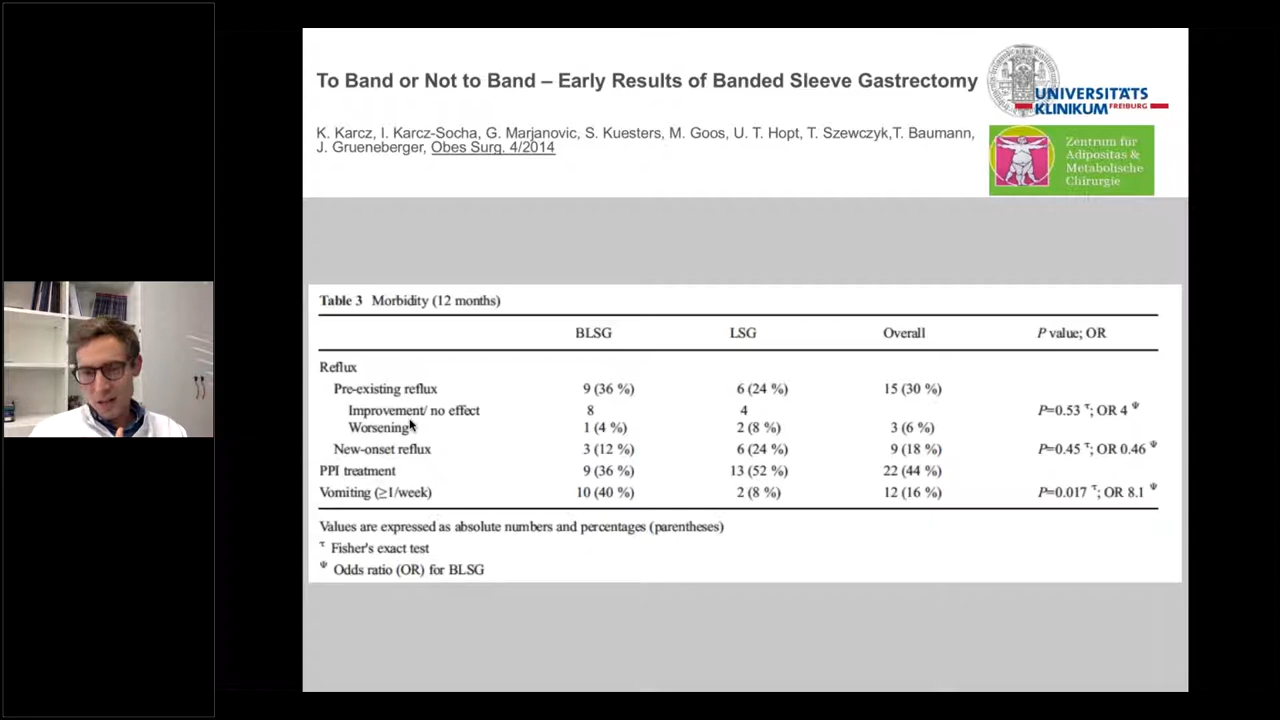 To Band or Not to Band – Early Results of Banded Sleeve Gastrectomy
K. Karcz, I. Karcz-Socha, G. Marjanovic, S. Kuesters, M. Goos, U. T. Hopt, T. Szewczyk,T. Baumann,
J. Grueneberger, Obes Surg. 4/2014
UNIVERSITÄTS
KLINIKUM FREIBURG
Zentrum für
Adipositas &
Metabolische
Chirurgie
Table 3 Morbidity (12 months)
BLSG LSG Overall P value; OR
Reflux
Pre-existing reflux 9 (36 %) 6 (24 %) 15 (30 %)
Improvement/ no effect 8 4 P=0.53 τ; OR 4 Ψ
Worsening 1 (4 %) 2 (8 %) 3 (6 %)
New-onset reflux 3 (12 %) 6 (24 %) 9 (18 %) P=0.45 τ; OR 0.46 Ψ
PPI treatment 9 (36 %) 13 (52 %) 22 (44 %)
Vomiting (≥1/week) 10 (40 %) 2 (8 %) 12 (16 %) P=0.017 τ; OR 8.1 Ψ
Values are expressed as absolute numbers and percentages (parentheses)
τ Fisher's exact test
Ψ Odds ratio (OR) for BLSG